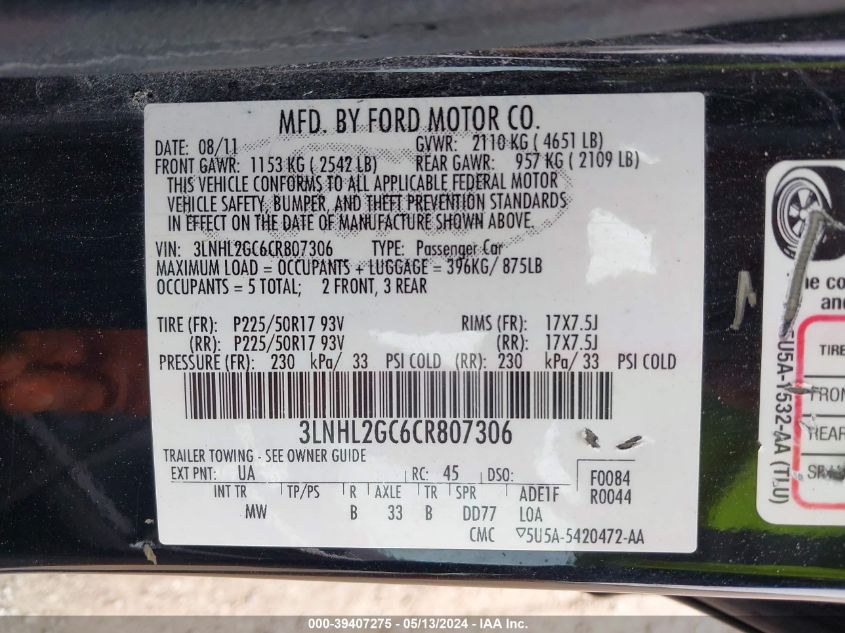 MFD. BY FORD MOTOR CO.
DATE: 08/11 GVWR: 2110 KG ( 4651 LB)
FRONT GAWR: 1153 KG ( 2542 LB) REAR GAWR: 957 KG ( 2109 LB)
THIS VEHICLE CONFORMS TO ALL APPLICABLE FEDERAL MOTOR
VEHICLE SAFETY, BUMPER, AND THEFT PREVENTION STANDARDS
IN EFFECT ON THE DATE OF MANUFACTURE SHOWN ABOVE.
VIN: 3LNHL2GC6CR807306 TYPE: Passenger Car
MAXIMUM LOAD = OCCUPANTS + LUGGAGE = 396KG/ 875LB
OCCUPANTS = 5 TOTAL; 2 FRONT, 3 REAR
TIRE (FR): P225/50R17 93V RIMS (FR): 17X7.5J
(RR): P225/50R17 93V (RR): 17X7.5J
PRESSURE (FR): 230 kPa/ 33 PSI COLD (RR): 230 kPa/ 33 PSI COLD
3LNHL2GC6CR807306
TRAILER TOWING - SEE OWNER GUIDE
EXT PNT: UA RC: 45 DSO: F0084
INT TR TP/PS R AXLE TR SPR ADE1F R0044
MW B 33 B DD77 LOA
CMC ▽5U5A-5420472-AA
he co
and
TIRE
FRON
REAR
(TLU)
000-39407275 - 05/13/2024 - IAA Inc.